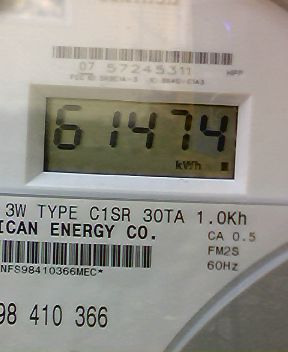 07 57245311 HPP
61474
kWh
3W TYPE C1SR 30TA 1.0Kh
ICAN ENERGY CO.
CA 0.5
FM2S
60Hz
NFS98410366MEC*
98 410 366